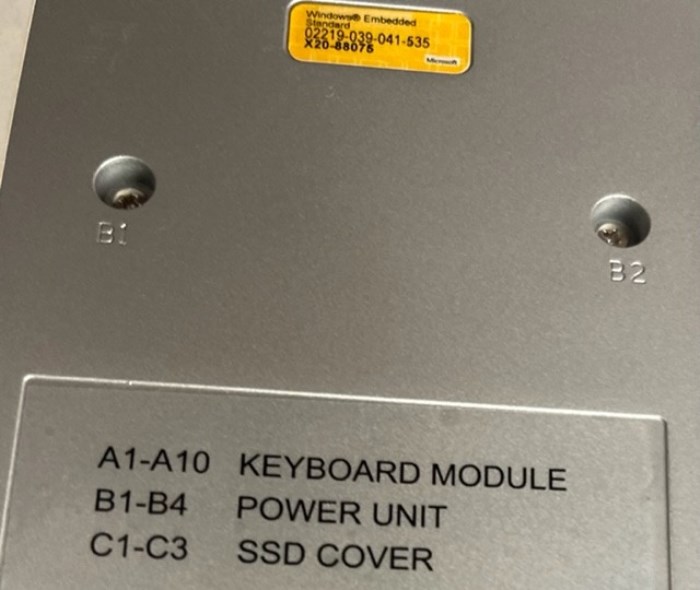 Windows® Embedded
Standard
02219-039-041-535
X20-88075
Microsoft
B1
B2
A1-A10 KEYBOARD MODULE
B1-B4 POWER UNIT
C1-C3 SSD COVER